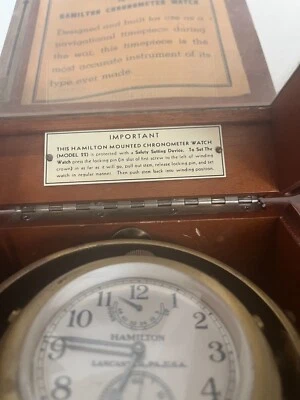 HAMILTON CHRONOMETER WATCH
Designed and built for use as a
navigational timepiece during
the war, this timepiece is the
most accurate instrument of its
type ever made
IMPORTANT
THIS HAMILTON MOUNTED CHRONOMETER WATCH
(MODEL 22) is protected with a Safety Setting Device. To Set The
Watch press the locking pin (in slot of first screw to the left of winding
crown) in as far as it will go, pull out stem, release locking pin, and set
watch in regular manner. Then push stem back into winding position.
10
11
12
1
2
9
3
8
HAMILTON
LANCASTER, PA., U.S.A.